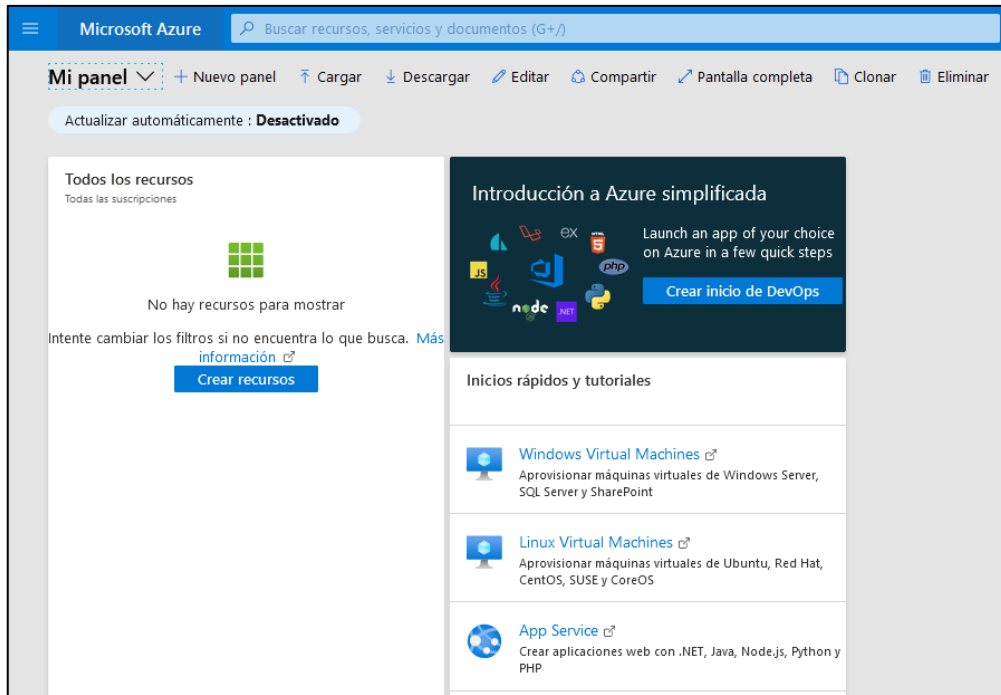 Microsoft Azure
Buscar recursos, servicios y documentos (G+/)
Mi panel
Nuevo panel
Cargar
Descargar
Editar
Compartir
Pantalla completa
Clonar
Eliminar
Actualizar automáticamente : Desactivado
Todos los recursos
Todas las suscripciones
No hay recursos para mostrar
Intente cambiar los filtros si no encuentra lo que busca. Más
información
Crear recursos
Introducción a Azure simplificada
ex
HTML
5
JS
php
node
.NET
Launch an app of your choice
on Azure in a few quick steps
Crear inicio de DevOps
Inicios rápidos y tutoriales
Windows Virtual Machines
Aprovisionar máquinas virtuales de Windows Server,
SQL Server y SharePoint
Linux Virtual Machines
Aprovisionar máquinas virtuales de Ubuntu, Red Hat,
CentOS, SUSE y CoreOS
App Service
Crear aplicaciones web con .NET, Java, Node.js, Python y
PHP